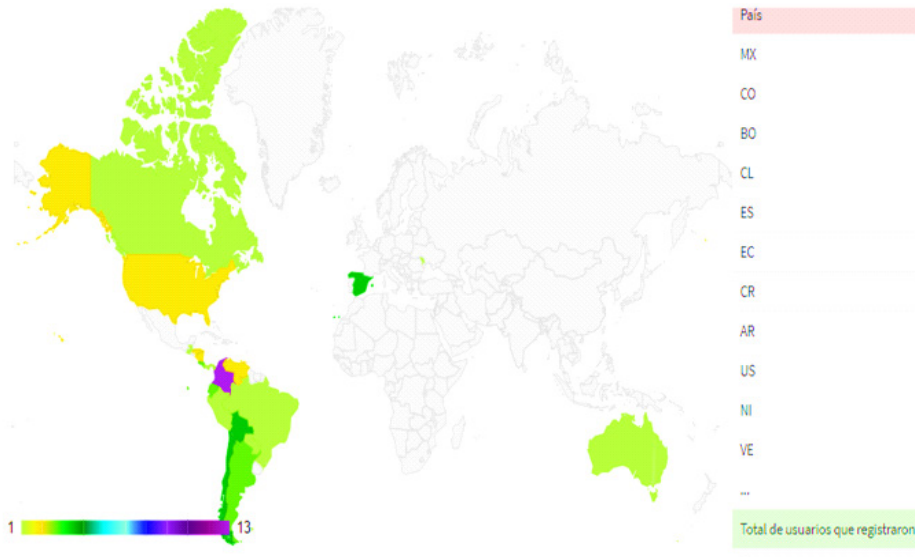 País
MX
CO
BO
CL
ES
EC
CR
AR
US
NI
VE
...
1 13
Total de usuarios que registraron